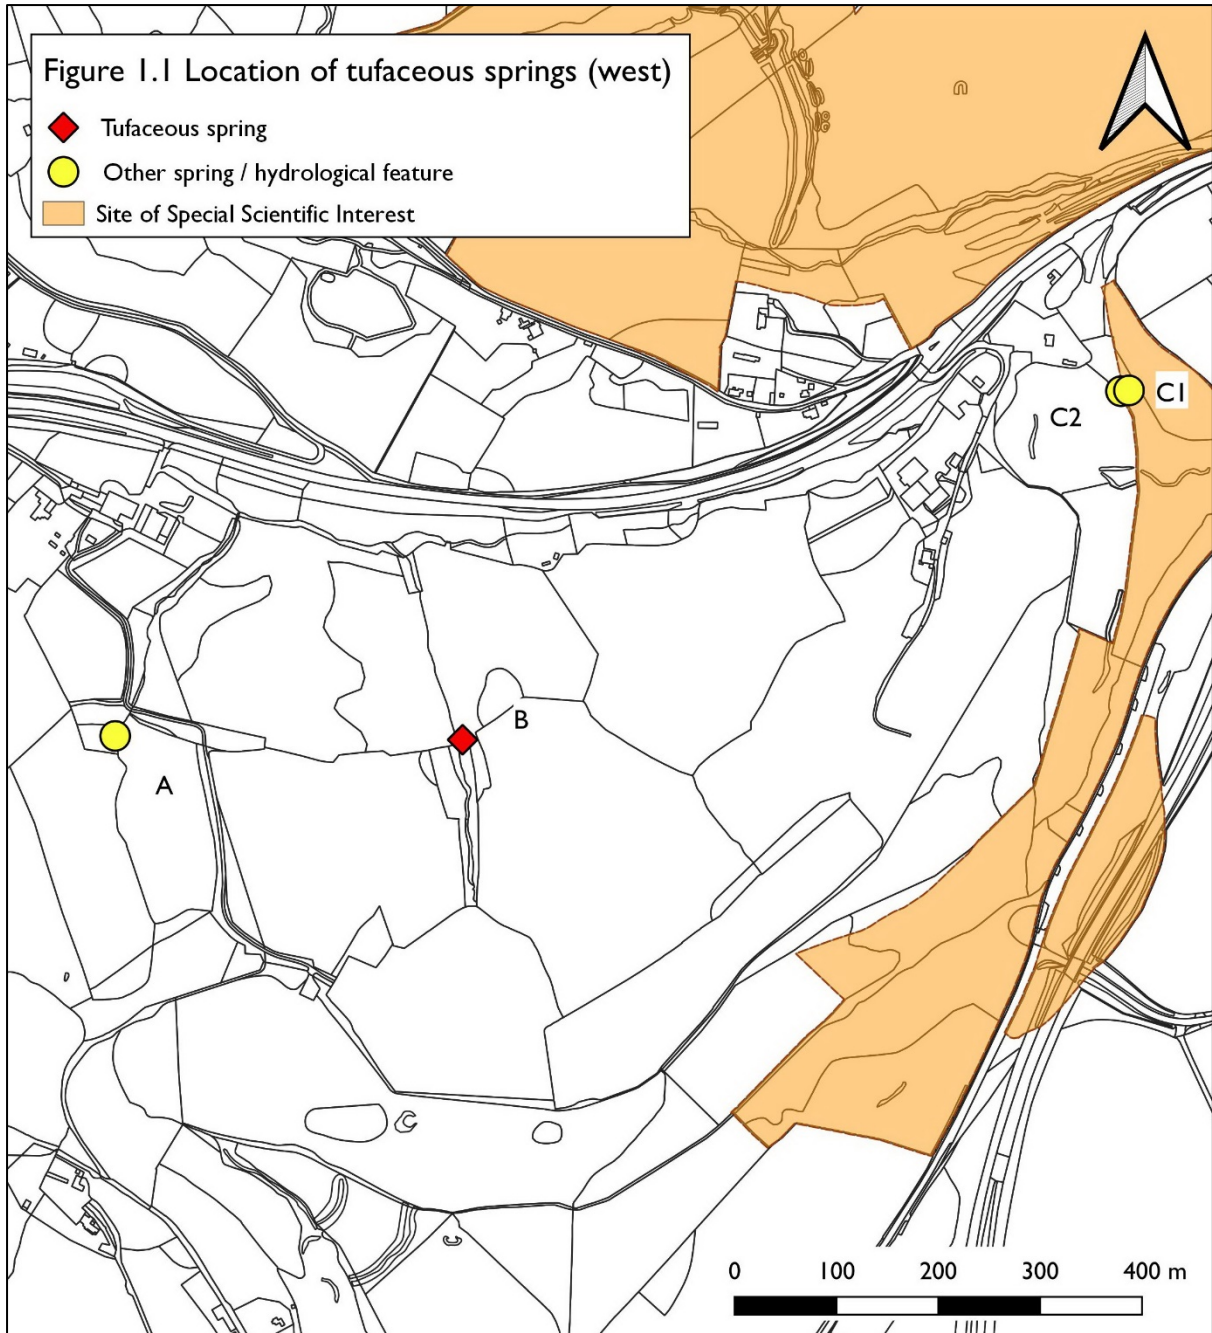 Figure 1.1 Location of tufaceous springs (west)
Tufaceous spring
Other spring / hydrological feature
Site of Special Scientific Interest
C1
C2
B
A
0 100 200 300 400 m